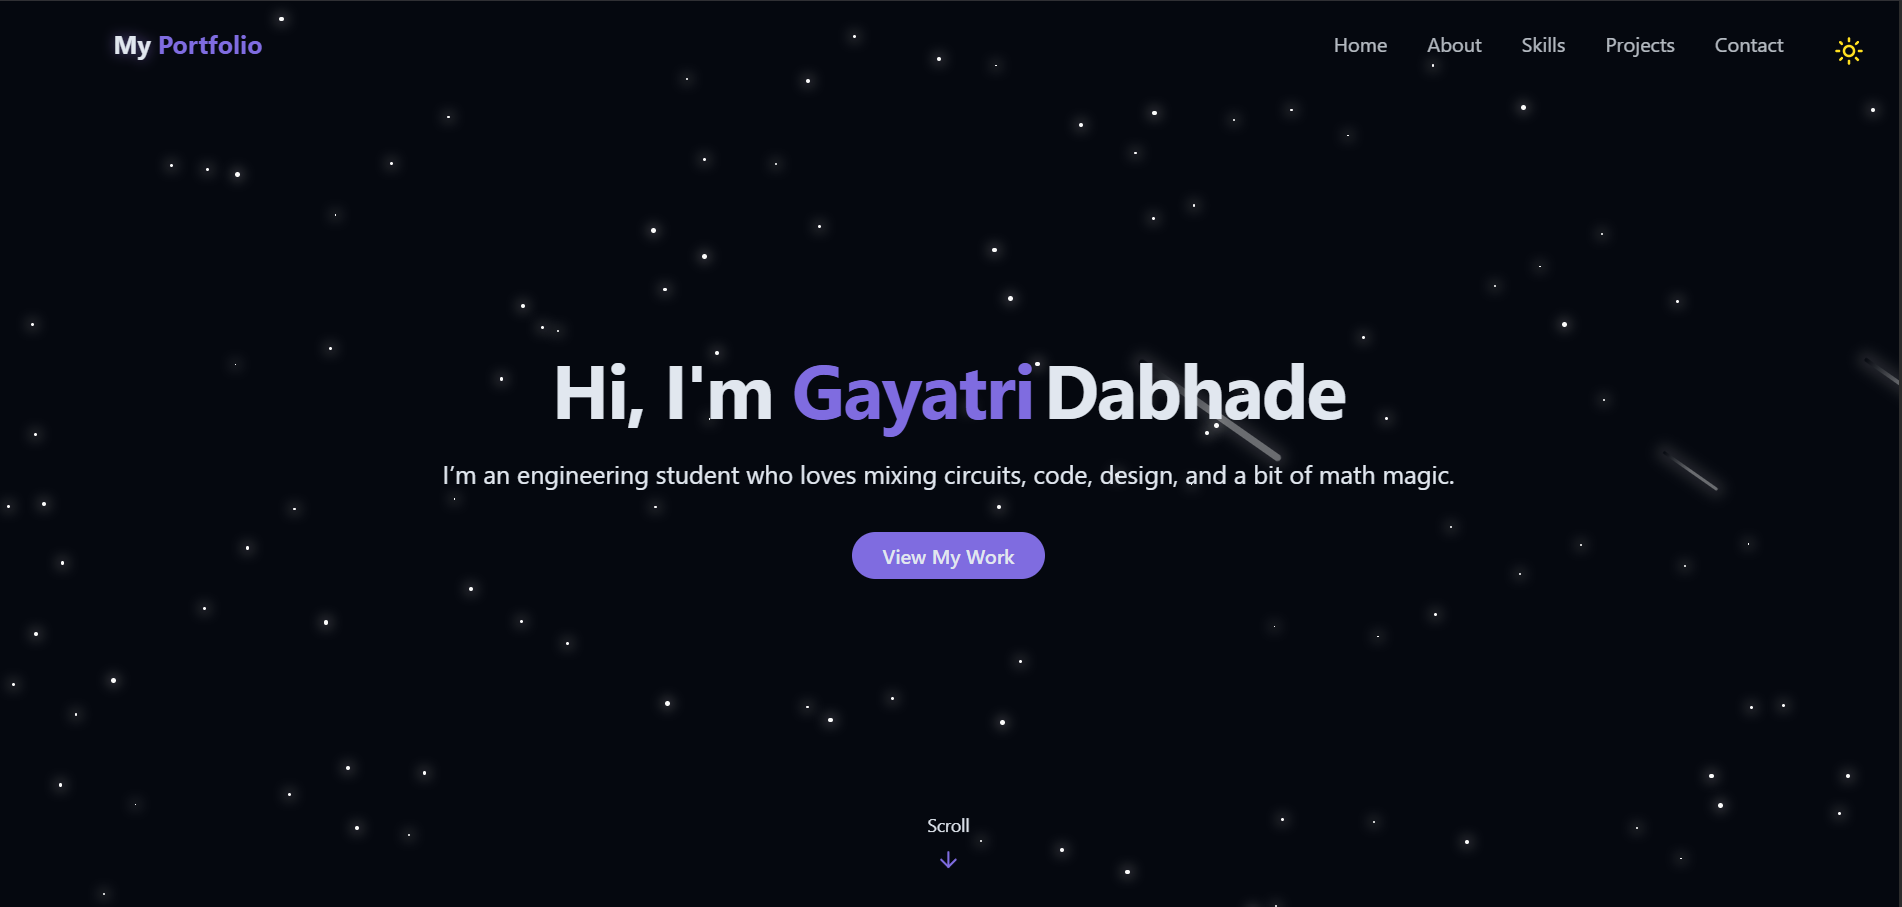 My Portfolio
Home About Skills Projects Contact
Hi, I'm Gayatri Dabhade
I’m an engineering student who loves mixing circuits, code, design, and a bit of math magic.
View My Work
Scroll